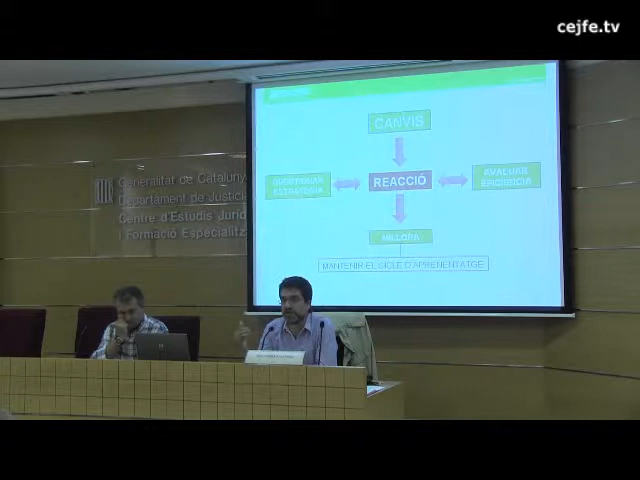 cejfe.tv
CANVIS
QÜESTIONAR
ESTRATÈGIA
REACCIÓ
AVALUAR
EFICIÈNCIA
MILLORA
MANTENIR EL CICLE D'APRENENTATGE
Generalitat de Catalunya
Departament de Justícia
Centre d'Estudis Jurí
i Formació Especialitz